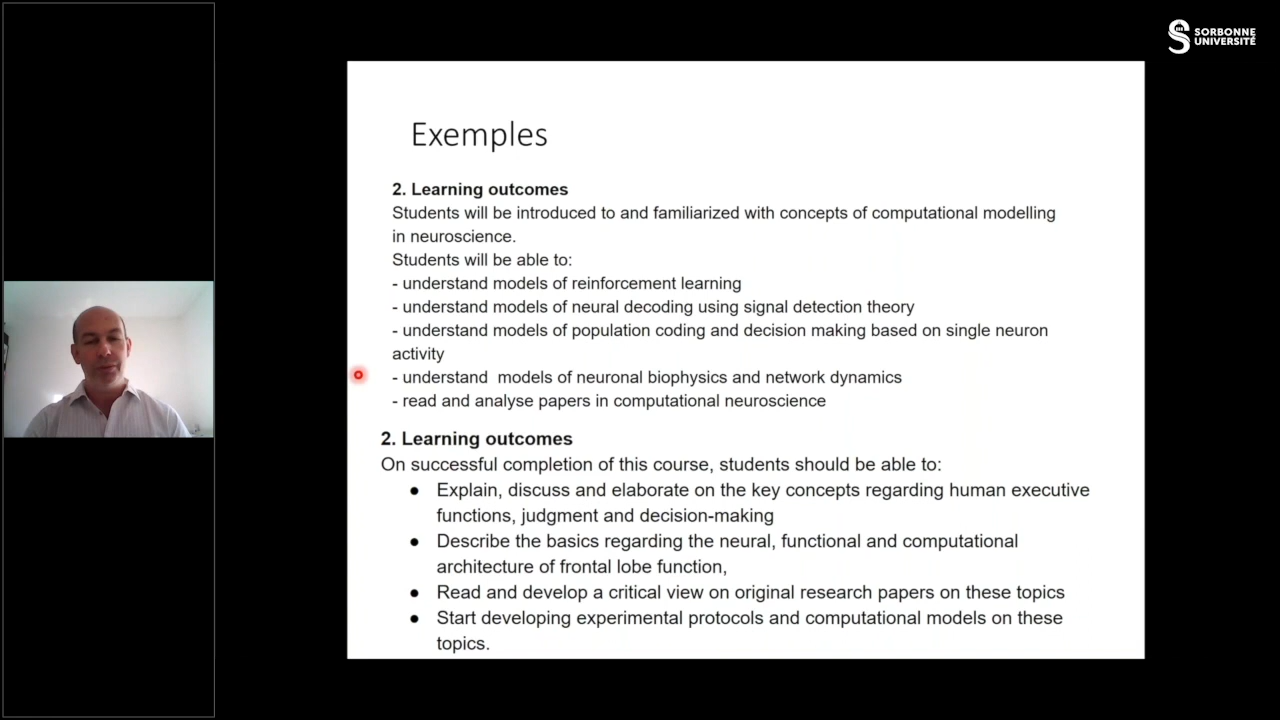 SORBONNE
UNIVERSITÉ
Exemples
2. Learning outcomes
Students will be introduced to and familiarized with concepts of computational modelling
in neuroscience.
Students will be able to:
- understand models of reinforcement learning
- understand models of neural decoding using signal detection theory
- understand models of population coding and decision making based on single neuron
activity
- understand  models of neuronal biophysics and network dynamics
- read and analyse papers in computational neuroscience
2. Learning outcomes
On successful completion of this course, students should be able to:
● Explain, discuss and elaborate on the key concepts regarding human executive
functions, judgment and decision-making
● Describe the basics regarding the neural, functional and computational
architecture of frontal lobe function,
● Read and develop a critical view on original research papers on these topics
● Start developing experimental protocols and computational models on these
topics.